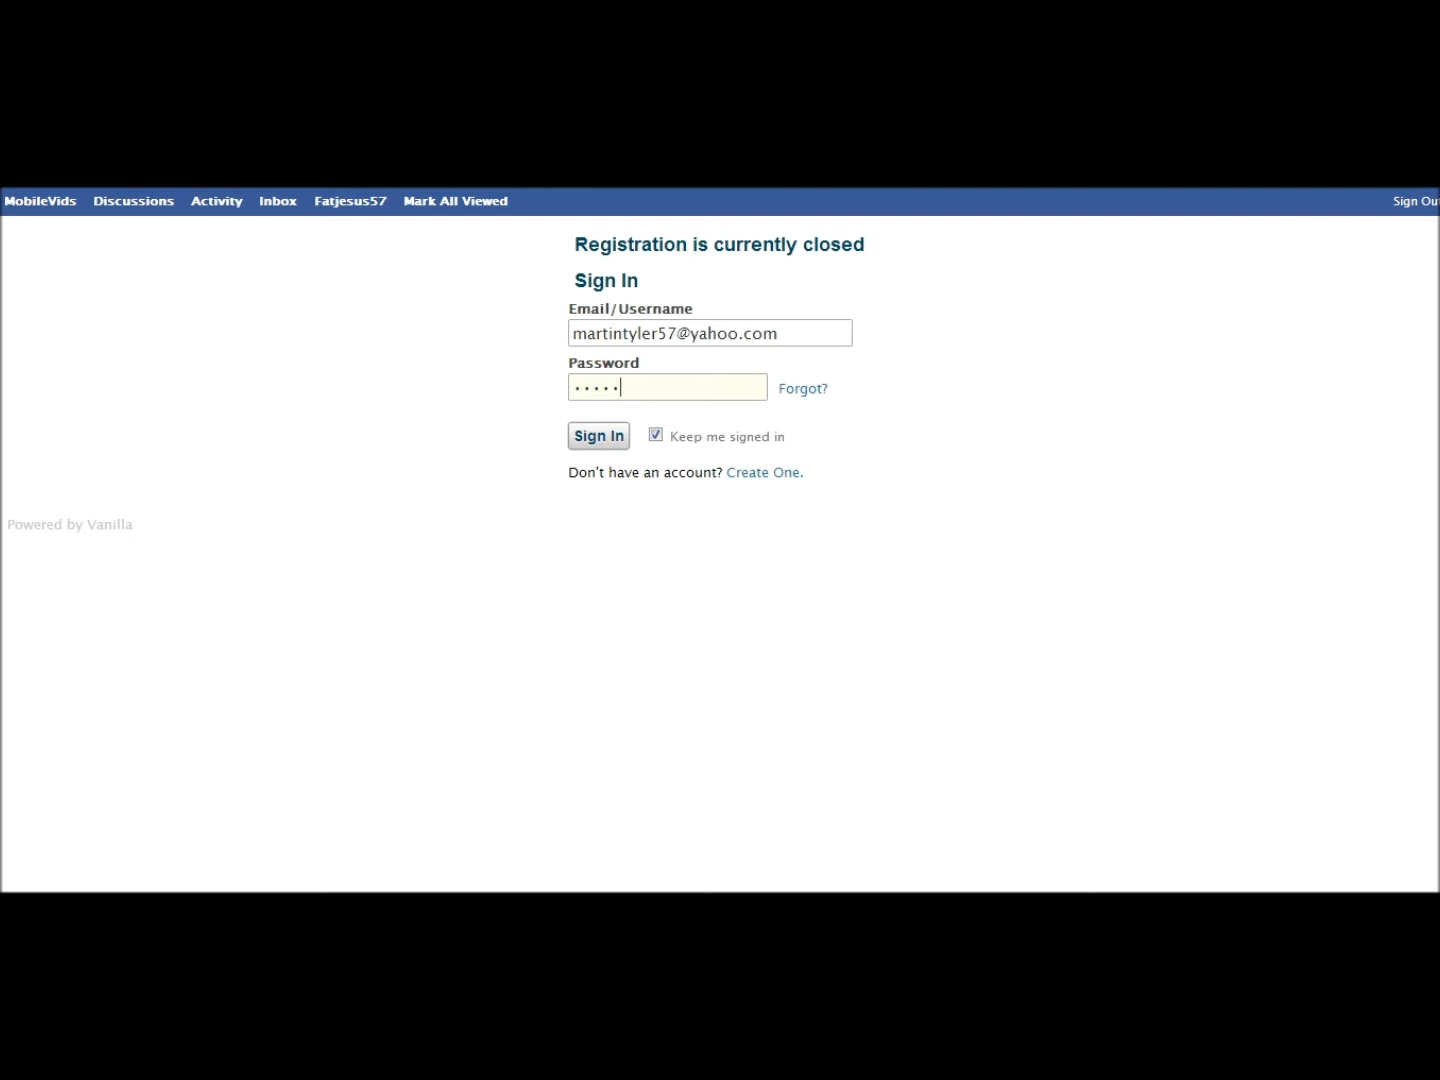 MobileVids Discussions Activity Inbox Fatjesus57 Mark All Viewed Sign Ou
Registration is currently closed
Sign In
Email/Username
martintyler57@yahoo.com
Password
••••• Forgot?
Sign In Keep me signed in
Don't have an account? Create One.
Powered by Vanilla